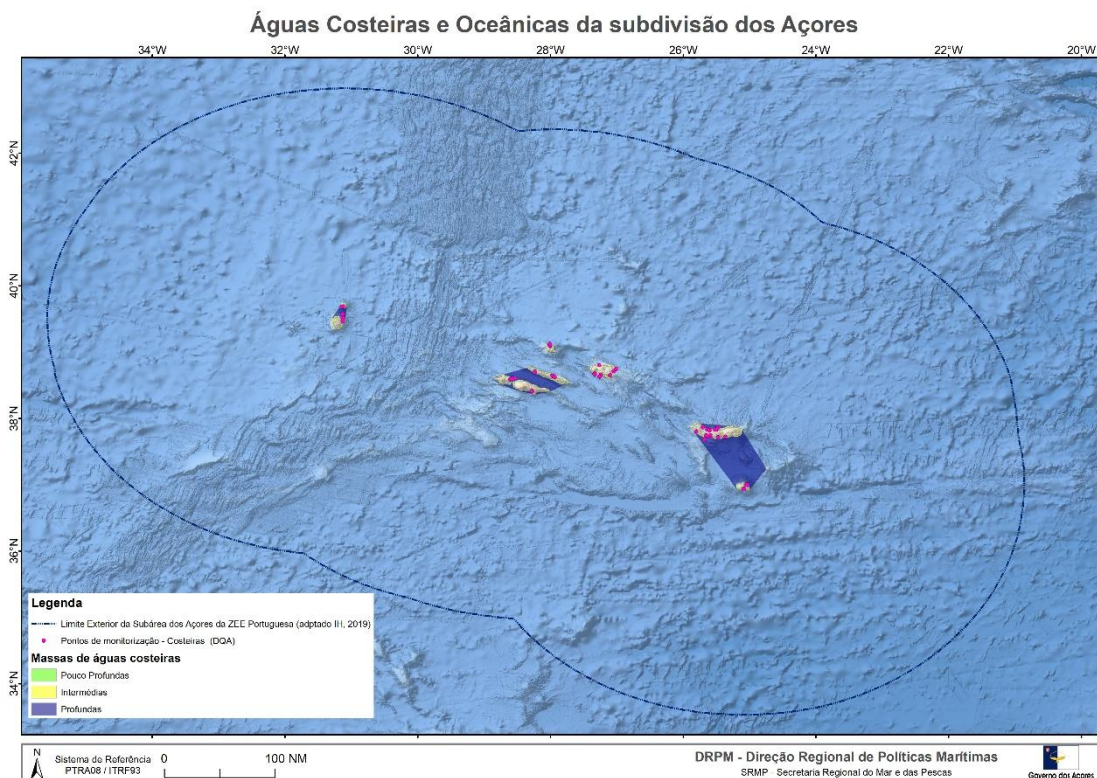 Águas Costeiras e Oceânicas da subdivisão dos Açores
34°W 32°W 30°W 28°W 26°W 24°W 22°W 20°W
42°N
40°N
38°N
36°N
34°N
Legenda
Limite Exterior da Subárea dos Açores da ZEE Portuguesa (adptado IH, 2019)
Pontos de monitorização - Costeiras (DQA)
Massas de águas costeiras
Pouco Profundas
Intermédias
Profundas
N
Sistema de Referência
PTRA08 / ITRF93
0 100 NM
DRPM - Direção Regional de Políticas Marítimas
SRMP - Secretaria Regional do Mar e das Pescas
Governo dos Açores